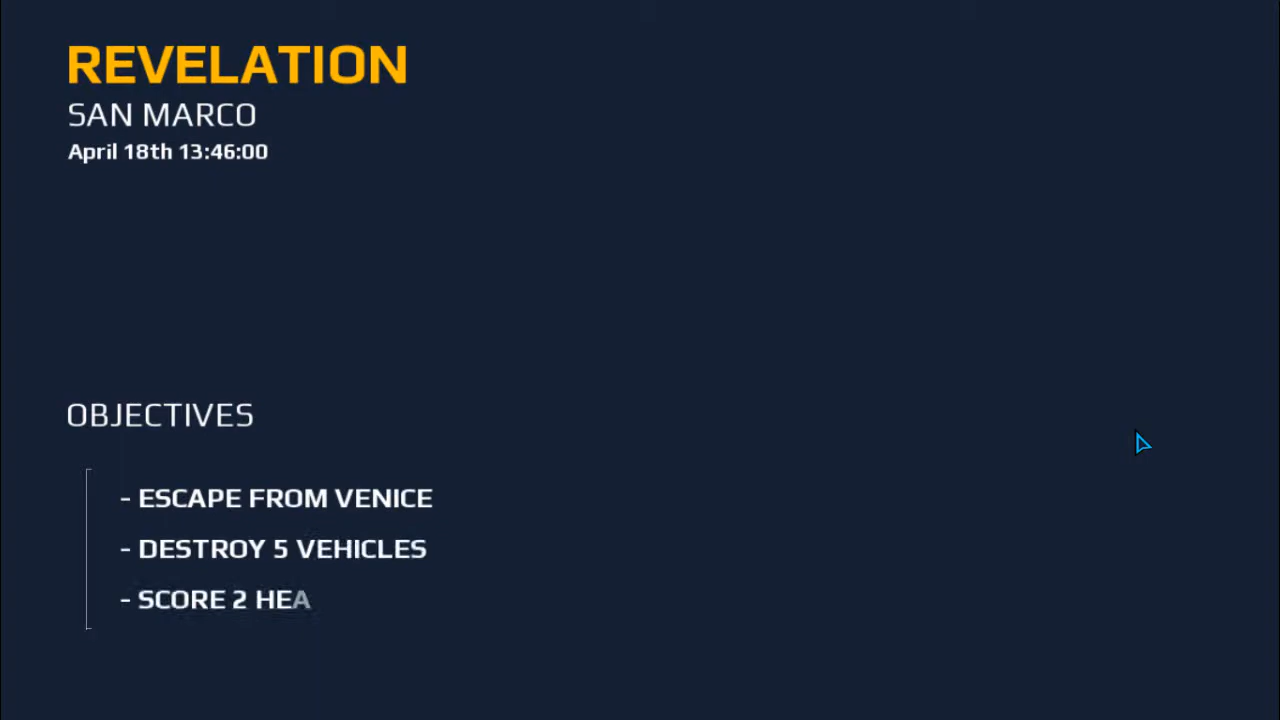 REVELATION
SAN MARCO
April 18th 13:46:00
OBJECTIVES
- ESCAPE FROM VENICE
- DESTROY 5 VEHICLES
- SCORE 2 HEA